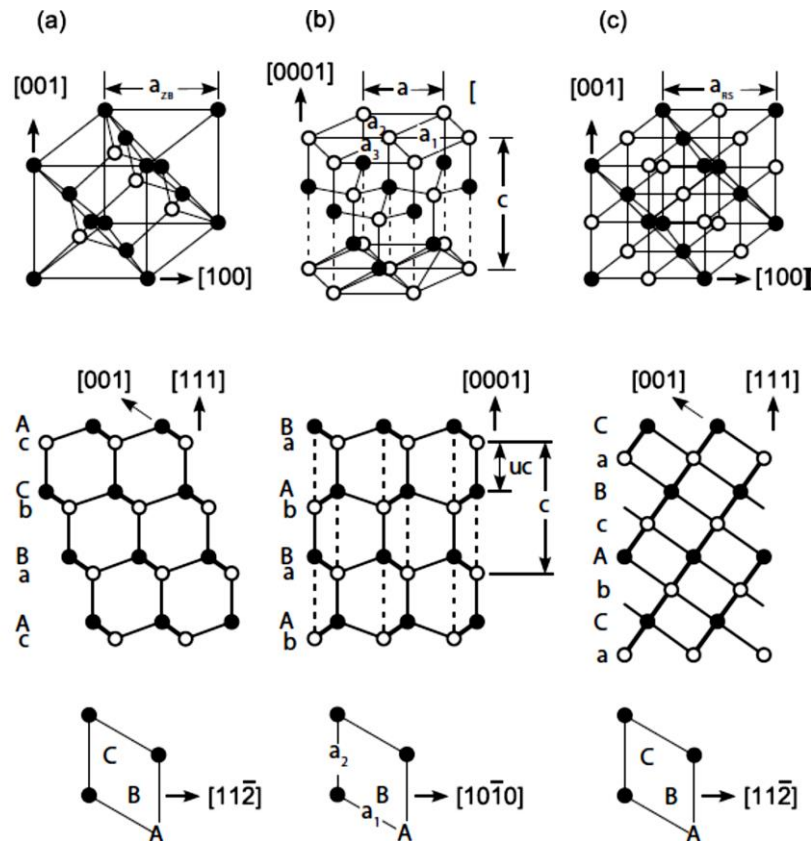 (a)
[001]
a_ZB
[100]
(b)
[0001]
a
[
a_2
a_1
a_3
c
(c)
[001]
a_RS
[100]
[001]
[111]
A
c
C
b
B
a
A
c
[0001]
B
a
A
b
B
a
A
b
uc
c
[001]
[111]
C
a
B
c
A
b
C
a
C
B
A
[112̄]
a_2
a_1
B
A
[101̄0]
C
B
A
[112̄]